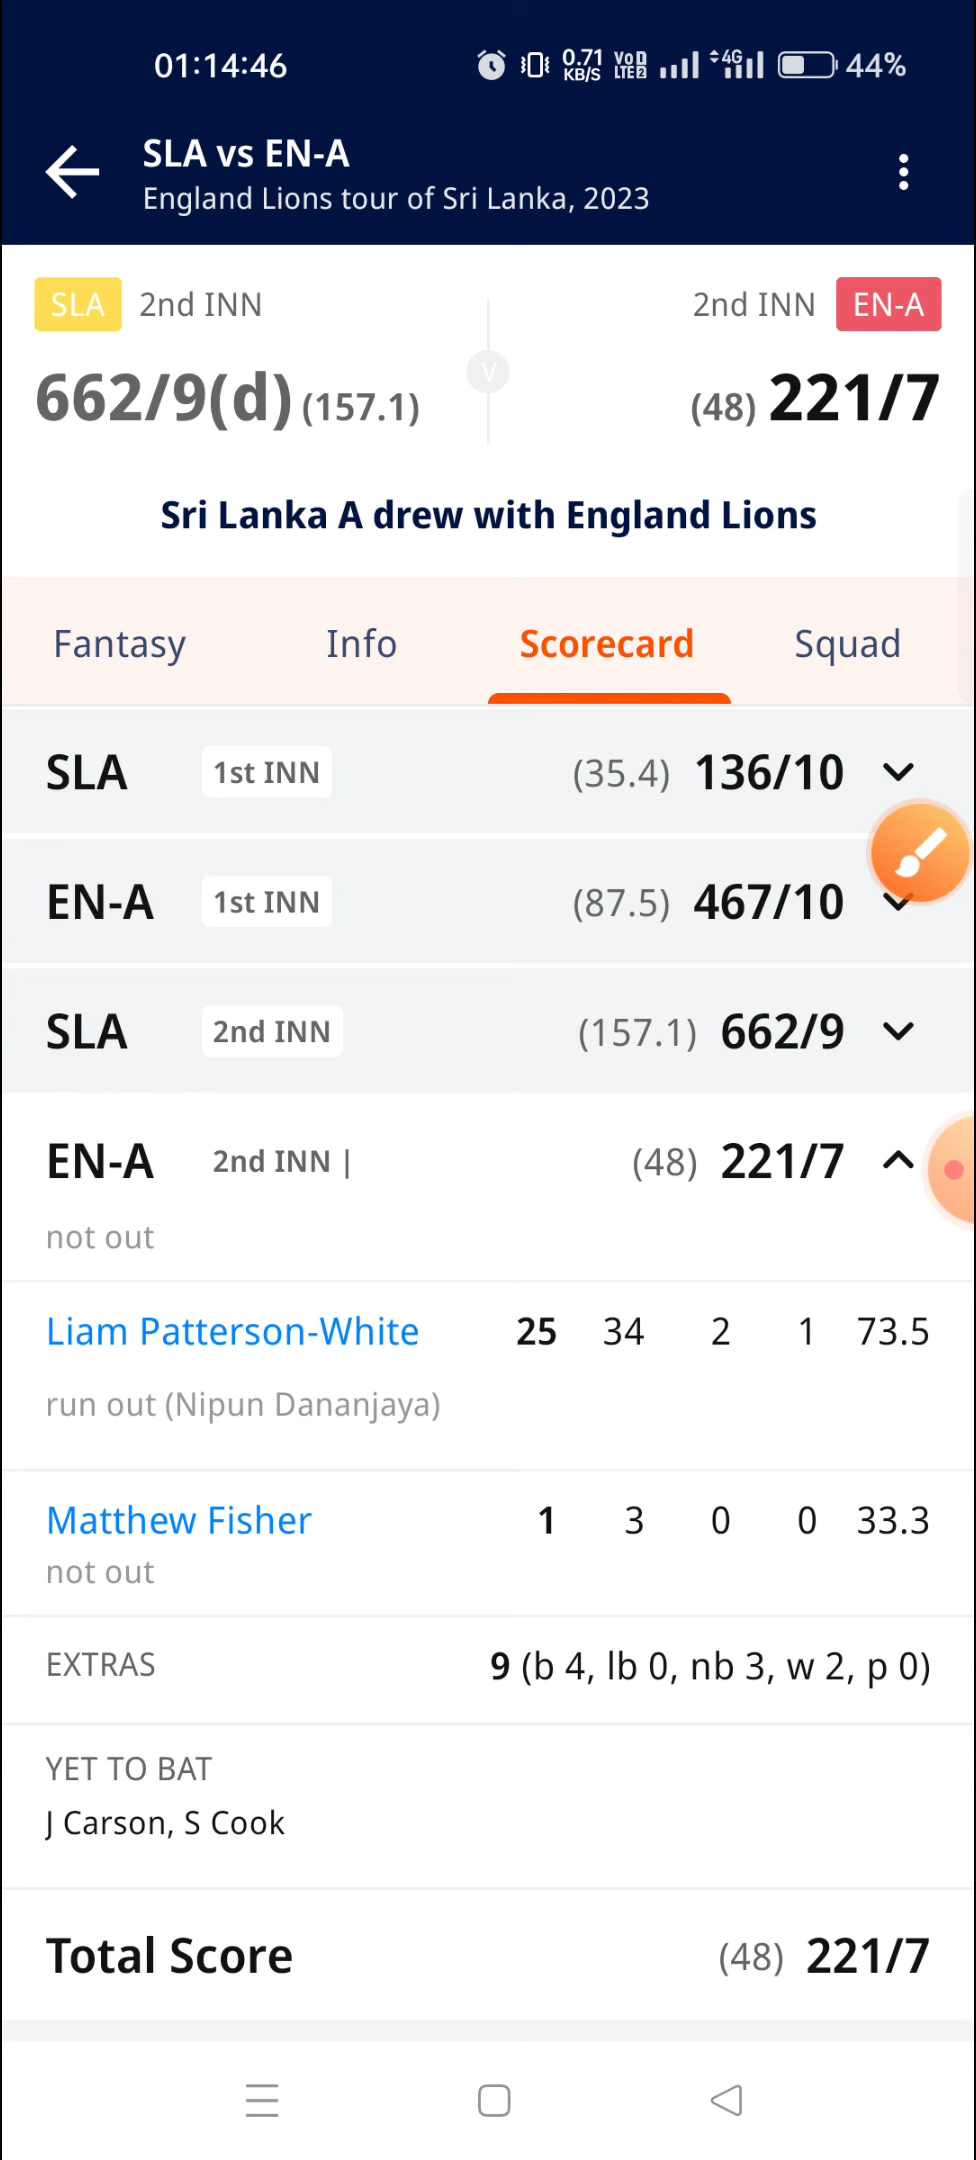 01:14:46 0.71 KB/S VoD LTE2 4G 44%
SLA vs EN-A
England Lions tour of Sri Lanka, 2023
SLA 2nd INN 2nd INN EN-A
V
662/9(d) (157.1) (48) 221/7
Sri Lanka A drew with England Lions
Fantasy Info Scorecard Squad
SLA 1st INN (35.4) 136/10
EN-A 1st INN (87.5) 467/10
SLA 2nd INN (157.1) 662/9
EN-A 2nd INN | (48) 221/7
not out
Liam Patterson-White 25 34 2 1 73.5
run out (Nipun Dananjaya)
Matthew Fisher 1 3 0 0 33.3
not out
EXTRAS 9 (b 4, lb 0, nb 3, w 2, p 0)
YET TO BAT
J Carson, S Cook
Total Score (48) 221/7